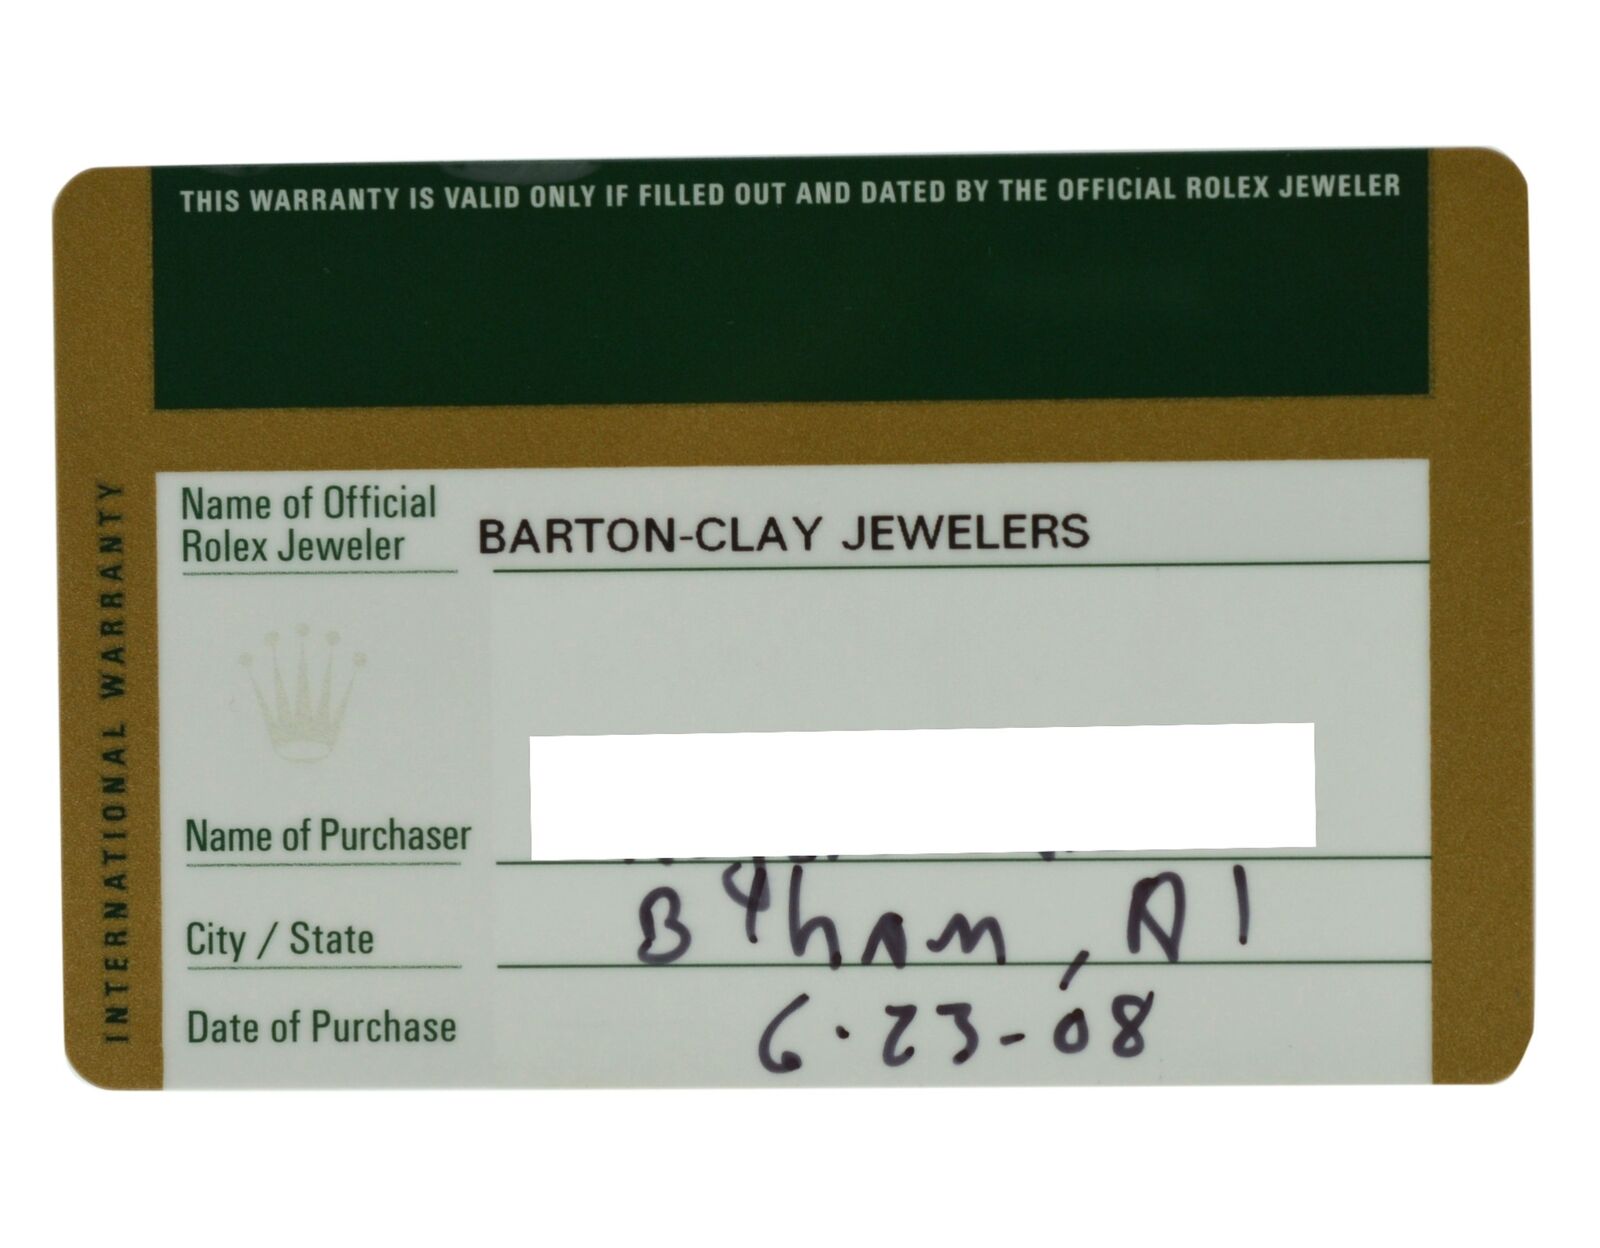 THIS WARRANTY IS VALID ONLY IF FILLED OUT AND DATED BY THE OFFICIAL ROLEX JEWELER
INTERNATIONAL WARRANTY
Name of Official
Rolex Jeweler
BARTON-CLAY JEWELERS
Name of Purchaser
City / State
, Al
Date of Purchase
6-23-08